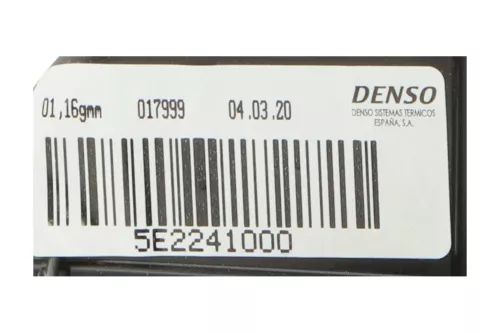 01,16gmm 017999 04.03.20
DENSO
DENSO SISTEMAS TERMICOS
ESPAÑA, S.A.
5E2241000